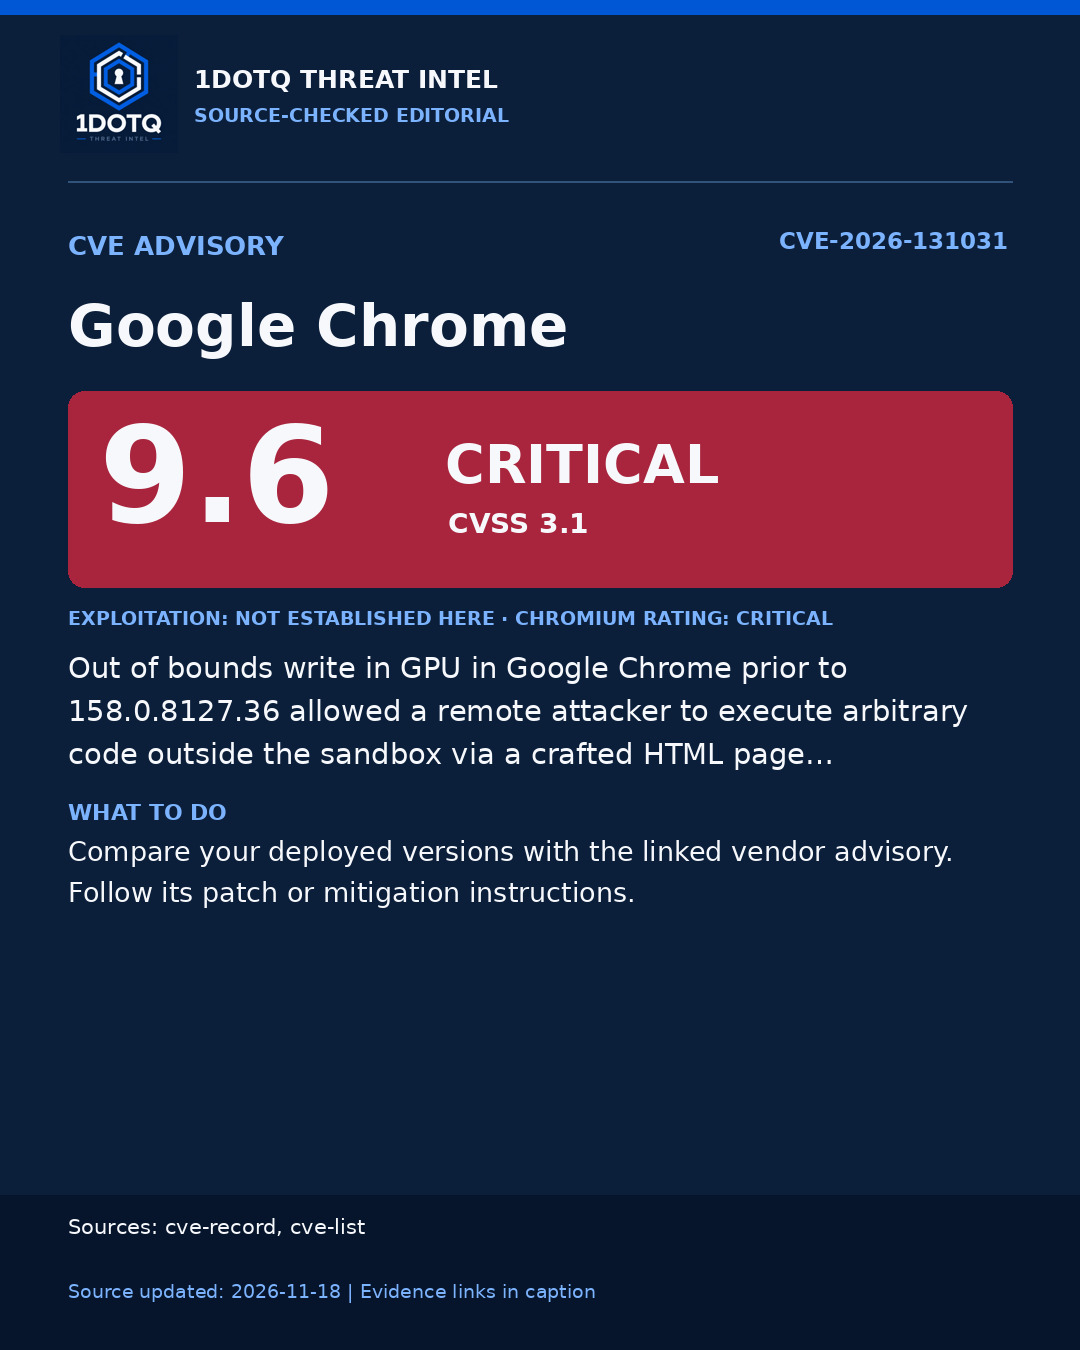 1DOTQ
THREAT INTEL
1DOTQ THREAT INTEL
SOURCE-CHECKED EDITORIAL
CVE ADVISORY
CVE-2026-131031
Google Chrome
9.6
CRITICAL
CVSS 3.1
EXPLOITATION: NOT ESTABLISHED HERE · CHROMIUM RATING: CRITICAL
Out of bounds write in GPU in Google Chrome prior to
158.0.8127.36 allowed a remote attacker to execute arbitrary
code outside the sandbox via a crafted HTML page...
WHAT TO DO
Compare your deployed versions with the linked vendor advisory.
Follow its patch or mitigation instructions.
Sources: cve-record, cve-list
Source updated: 2026-11-18 | Evidence links in caption